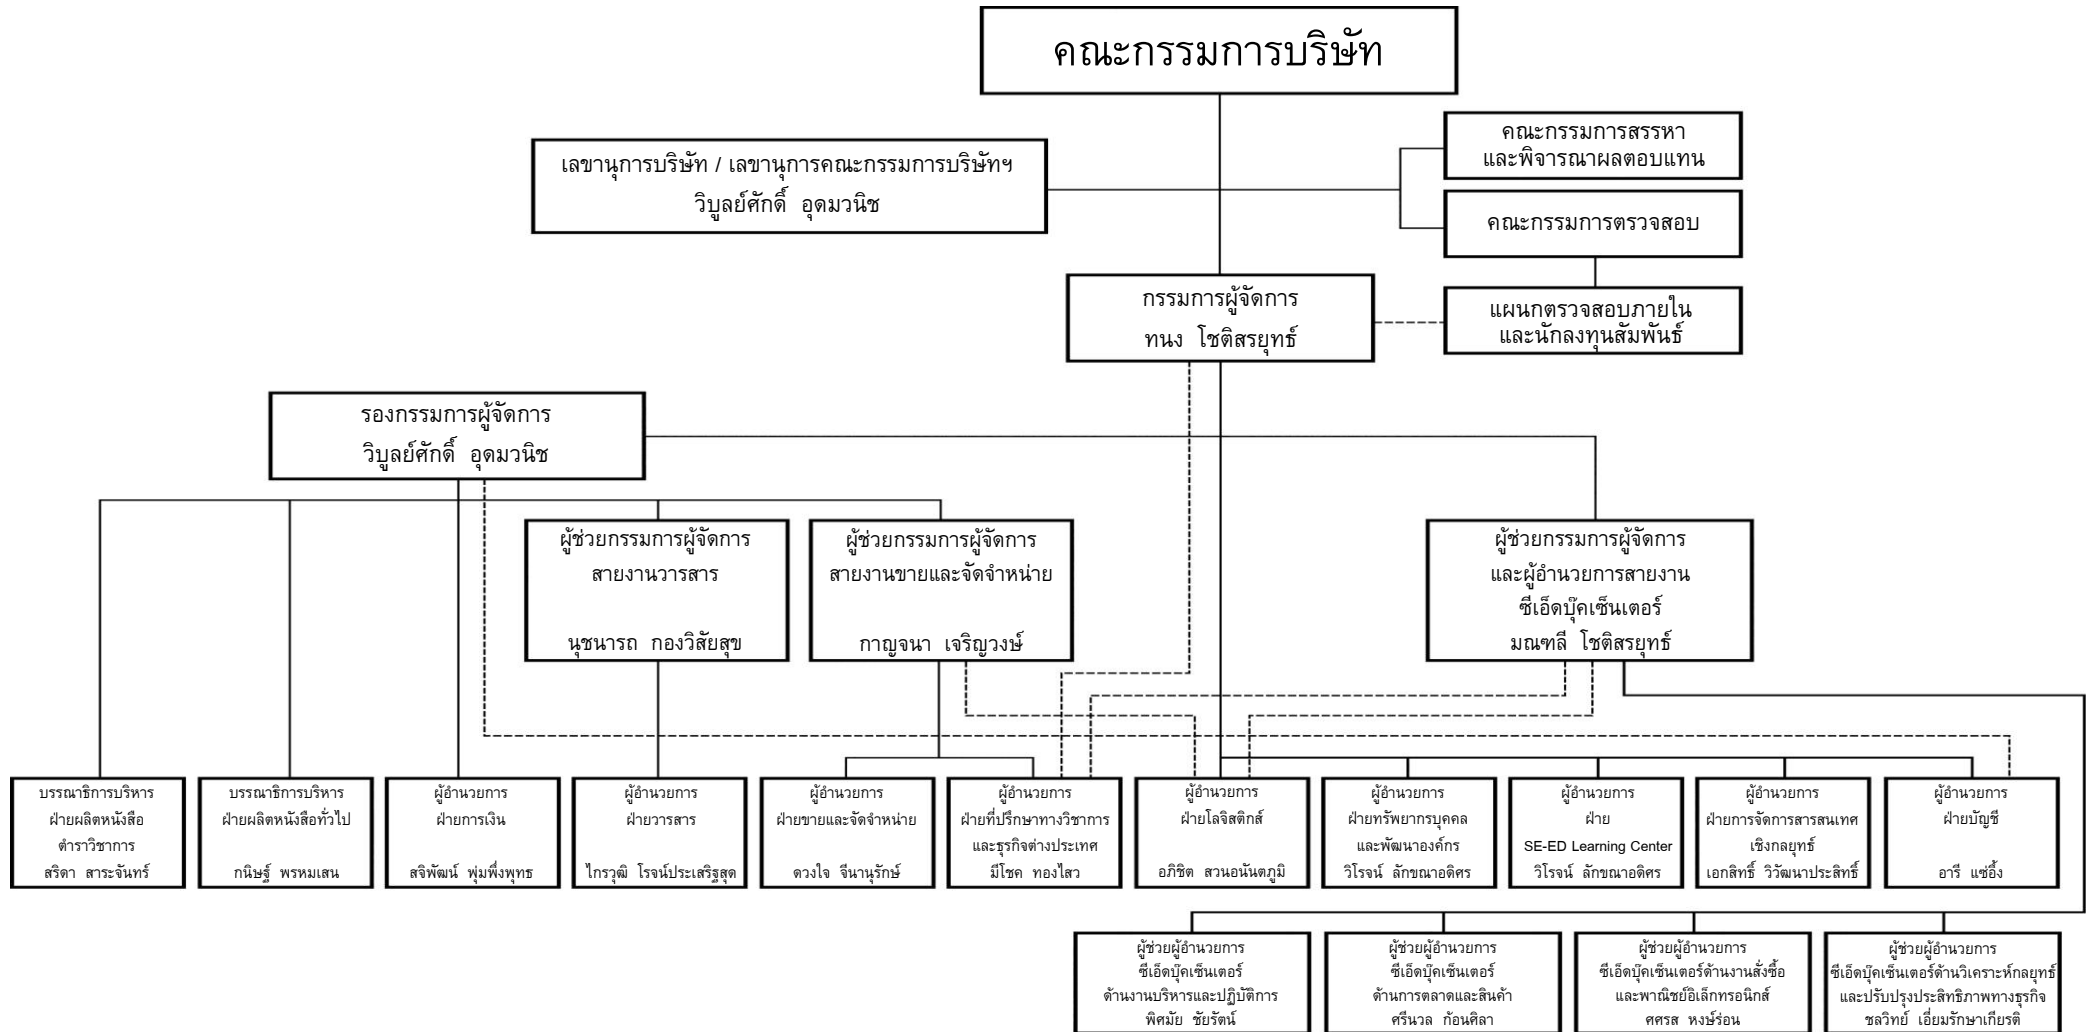 คณะกรรมการบริษัท
คณะกรรมการสรรหา
และพิจารณาผลตอบแทน
เลขานุการบริษัท / เลขานุการคณะกรรมการบริษัทฯ
วิบูลย์ศักดิ์ อุดมวนิช
คณะกรรมการตรวจสอบ
กรรมการผู้จัดการ
ทนง โชติสรยุทธ์
แผนกตรวจสอบภายใน
และนักลงทุนสัมพันธ์
รองกรรมการผู้จัดการ
วิบูลย์ศักดิ์ อุดมวนิช
ผู้ช่วยกรรมการผู้จัดการ
สายงานวารสาร
นุชนารถ กองวิสัยสุข
ผู้ช่วยกรรมการผู้จัดการ
สายงานขายและจัดจำหน่าย
กาญจนา เจริญวงษ์
ผู้ช่วยกรรมการผู้จัดการ
และผู้อำนวยการสายงาน
ซีเอ็ดบุ๊คเซ็นเตอร์
มณฑลี โชติสรยุทธ์
บรรณาธิการบริหาร
ฝ่ายผลิตหนังสือ
ตำราวิชาการ
สริดา สาระจันทร์
บรรณาธิการบริหาร
ฝ่ายผลิตหนังสือทั่วไป
กนิษฐ์ พรหมเสน
ผู้อำนวยการ
ฝ่ายการเงิน
สจิพัฒน์ พุ่มพึ่งพุทธ
ผู้อำนวยการ
ฝ่ายวารสาร
ไกรวุฒิ โรจน์ประเสริฐสุด
ผู้อำนวยการ
ฝ่ายขายและจัดจำหน่าย
ดวงใจ จีนานุรักษ์
ผู้อำนวยการ
ฝ่ายที่ปรึกษาทางวิชาการ
และธุรกิจต่างประเทศ
มีโชค ทองไสว
ผู้อำนวยการ
ฝ่ายโลจิสติกส์
อภิชิต สวนอนันตภูมิ
ผู้อำนวยการ
ฝ่ายทรัพยากรบุคคล
และพัฒนาองค์กร
วิโรจน์ ลักขณาอดิศร
ผู้อำนวยการ
ฝ่าย
SE-ED Learning Center
วิโรจน์ ลักขณาอดิศร
ผู้อำนวยการ
ฝ่ายการจัดการสารสนเทศ
เชิงกลยุทธ์
เอกสิทธิ์ วิวัฒนาประสิทธิ์
ผู้อำนวยการ
ฝ่ายบัญชี
อารี แซ่อึ้ง
ผู้ช่วยผู้อำนวยการ
ซีเอ็ดบุ๊คเซ็นเตอร์
ด้านงานบริหารและปฏิบัติการ
พิศมัย ชัยรัตน์
ผู้ช่วยผู้อำนวยการ
ซีเอ็ดบุ๊คเซ็นเตอร์
ด้านการตลาดและสินค้า
ศรีนวล ก้อนศิลา
ผู้ช่วยผู้อำนวยการ
ซีเอ็ดบุ๊คเซ็นเตอร์ด้านงานสั่งซื้อ
และพาณิชย์อิเล็กทรอนิกส์
ศศรส หงษ์ร่อน
ผู้ช่วยผู้อำนวยการ
ซีเอ็ดบุ๊คเซ็นเตอร์ด้านวิเคราะห์กลยุทธ์
และปรับปรุงประสิทธิภาพทางธุรกิจ
ชลวิทย์ เอี่ยมรักษาเกียรติ